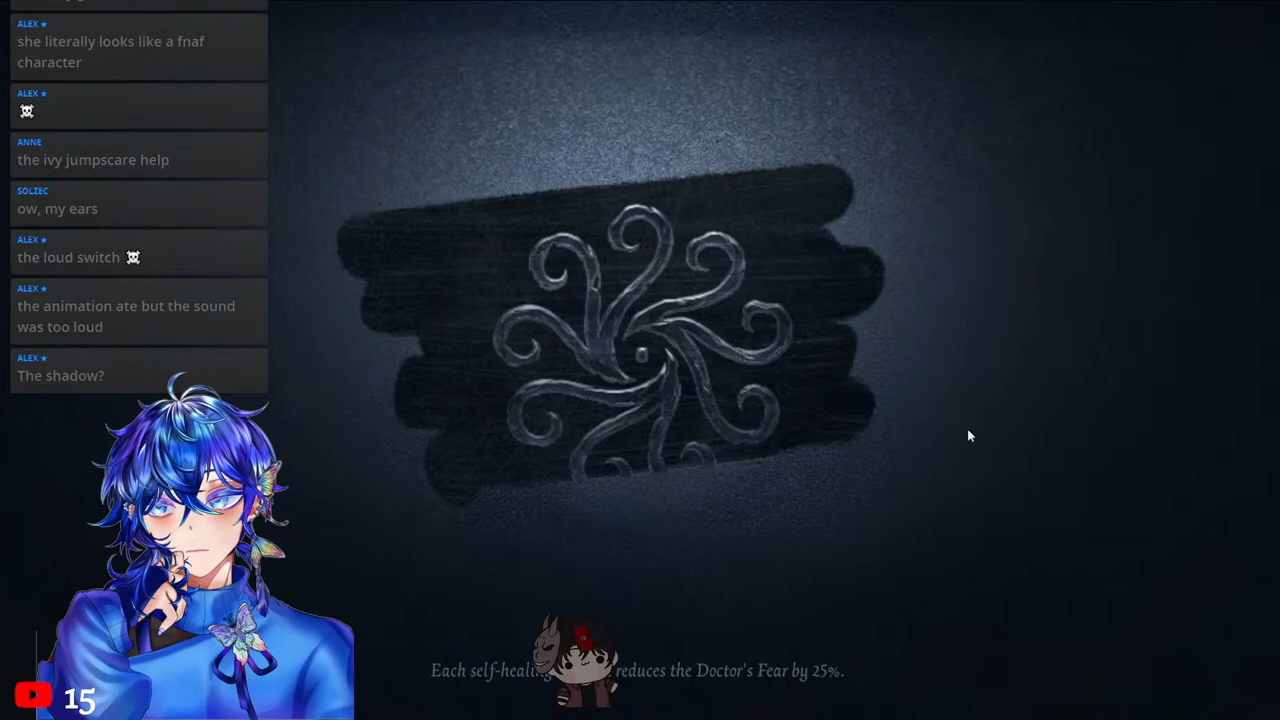 ALEX ★
she literally looks like a fnaf
character
ALEX ★
☠
ANNE
the ivy jumpscare help
SOLZEC
ow, my ears
ALEX ★
the loud switch ☠
ALEX ★
the animation ate but the sound
was too loud
ALEX ★
The shadow?
Each reduces the Doctor's Fear by 25%.
15